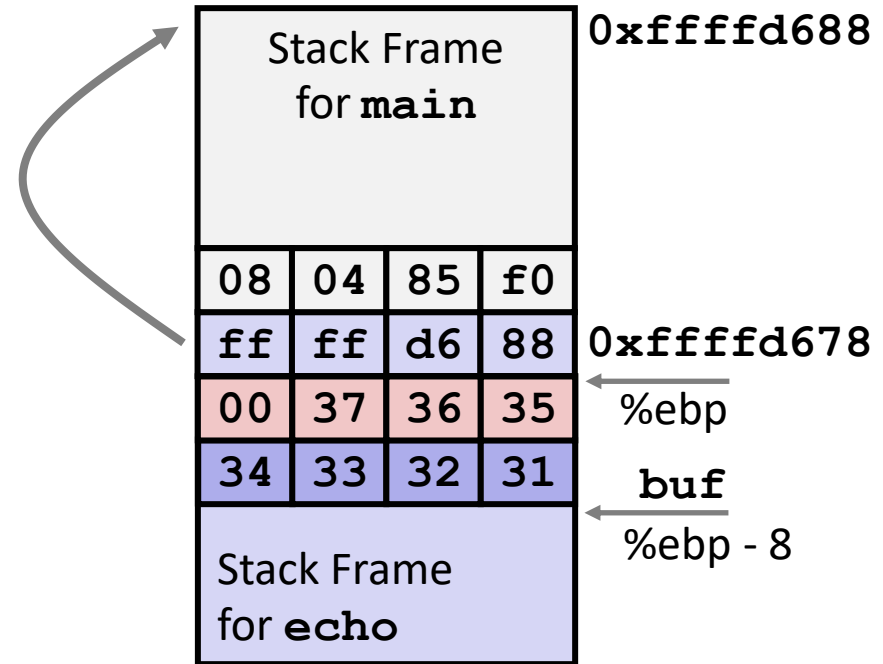 Stack Frame
for main
0xffffd688
08 04 85 f0
ff ff d6 88
0xffffd678
00 37 36 35
%ebp
34 33 32 31
buf
%ebp - 8
Stack Frame
for echo